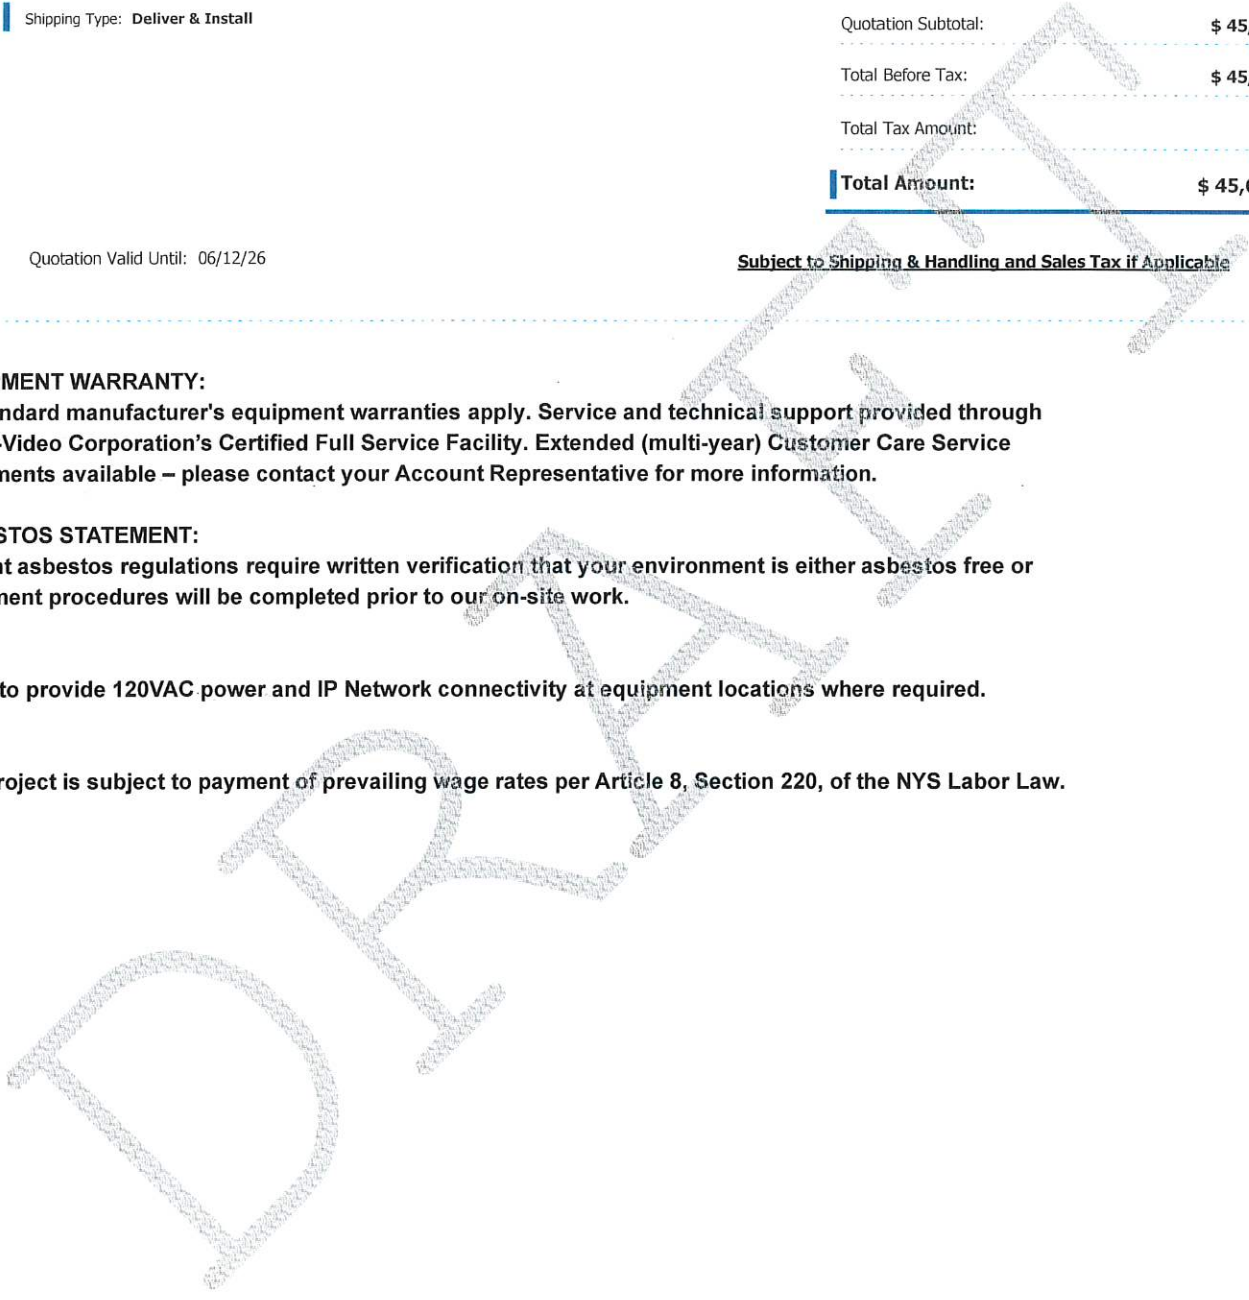 Shipping Type: Deliver & Install
Quotation Subtotal: $ 45,
Total Before Tax: $ 45,
Total Tax Amount:
Total Amount: $ 45,
Quotation Valid Until: 06/12/26
Subject to Shipping & Handling and Sales Tax if Applicable
MENT WARRANTY:
ndard manufacturer's equipment warranties apply. Service and technical support provided through
-Video Corporation’s Certified Full Service Facility. Extended (multi-year) Customer Care Service
ments available – please contact your Account Representative for more information.
STOS STATEMENT:
nt asbestos regulations require written verification that your environment is either asbestos free or
ment procedures will be completed prior to our on-site work.
to provide 120VAC power and IP Network connectivity at equipment locations where required.
roject is subject to payment of prevailing wage rates per Article 8, Section 220, of the NYS Labor Law.
DRAFT